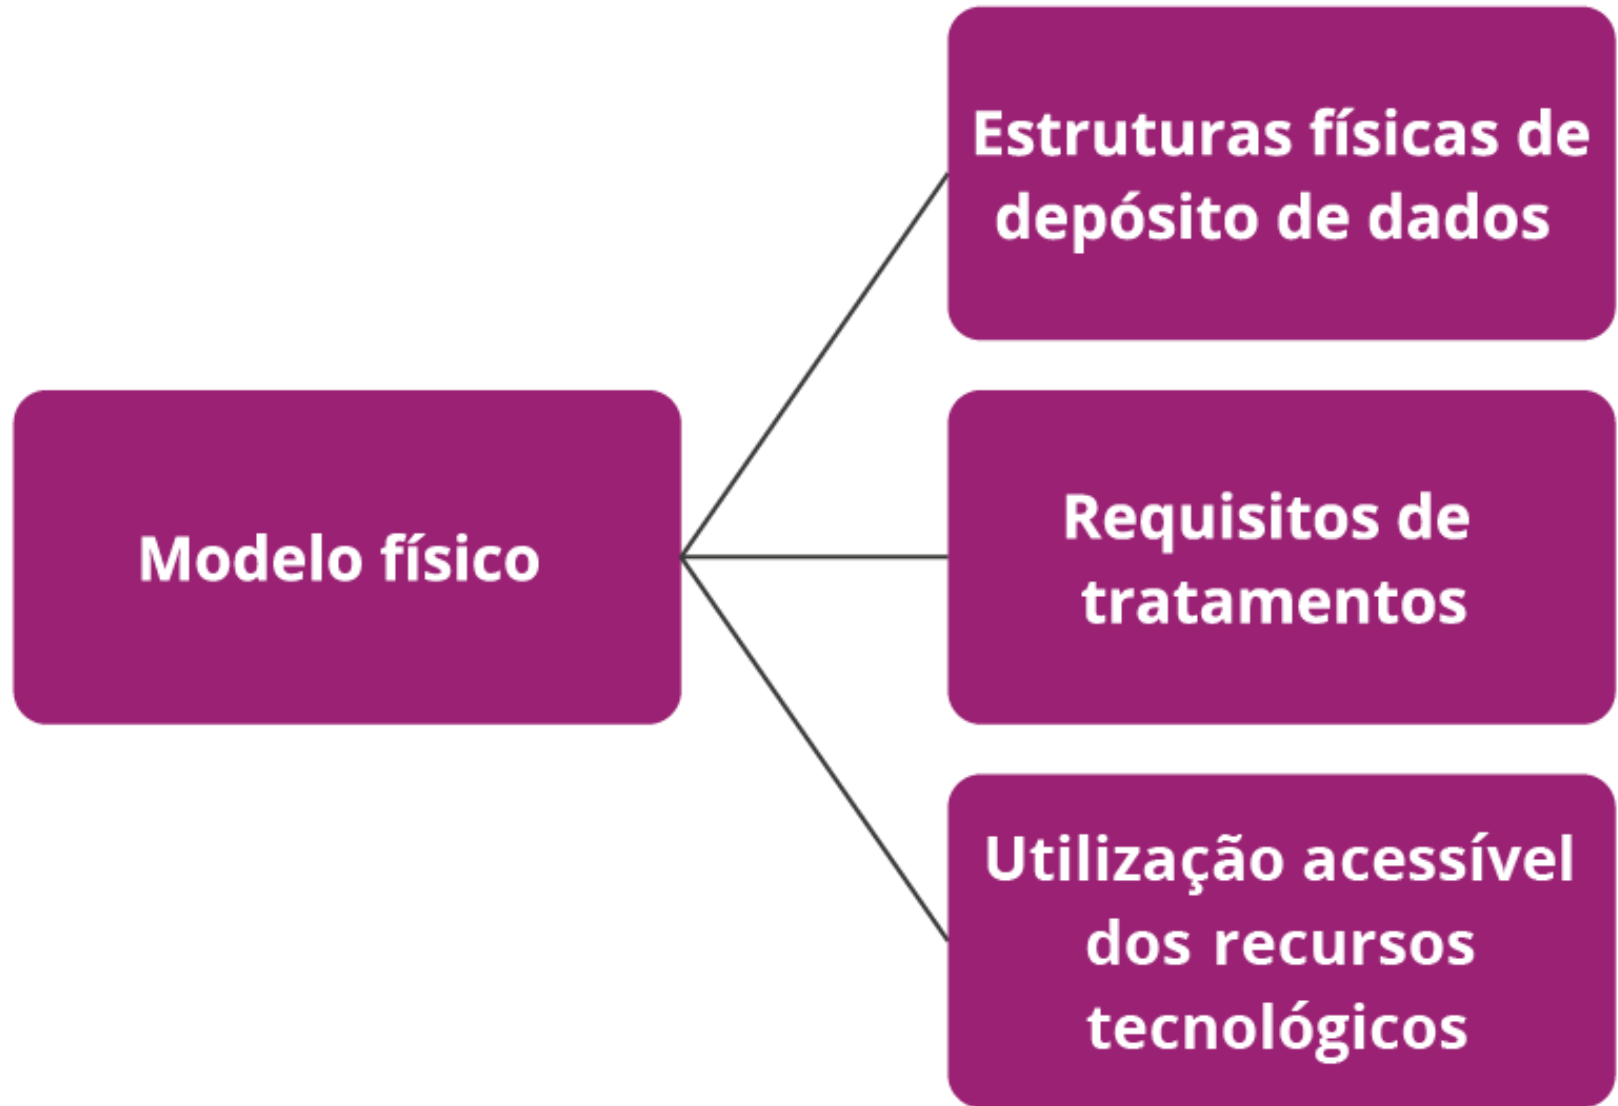 Modelo físico
Estruturas físicas de
depósito de dados
Requisitos de
tratamentos
Utilização acessível
dos recursos
tecnológicos